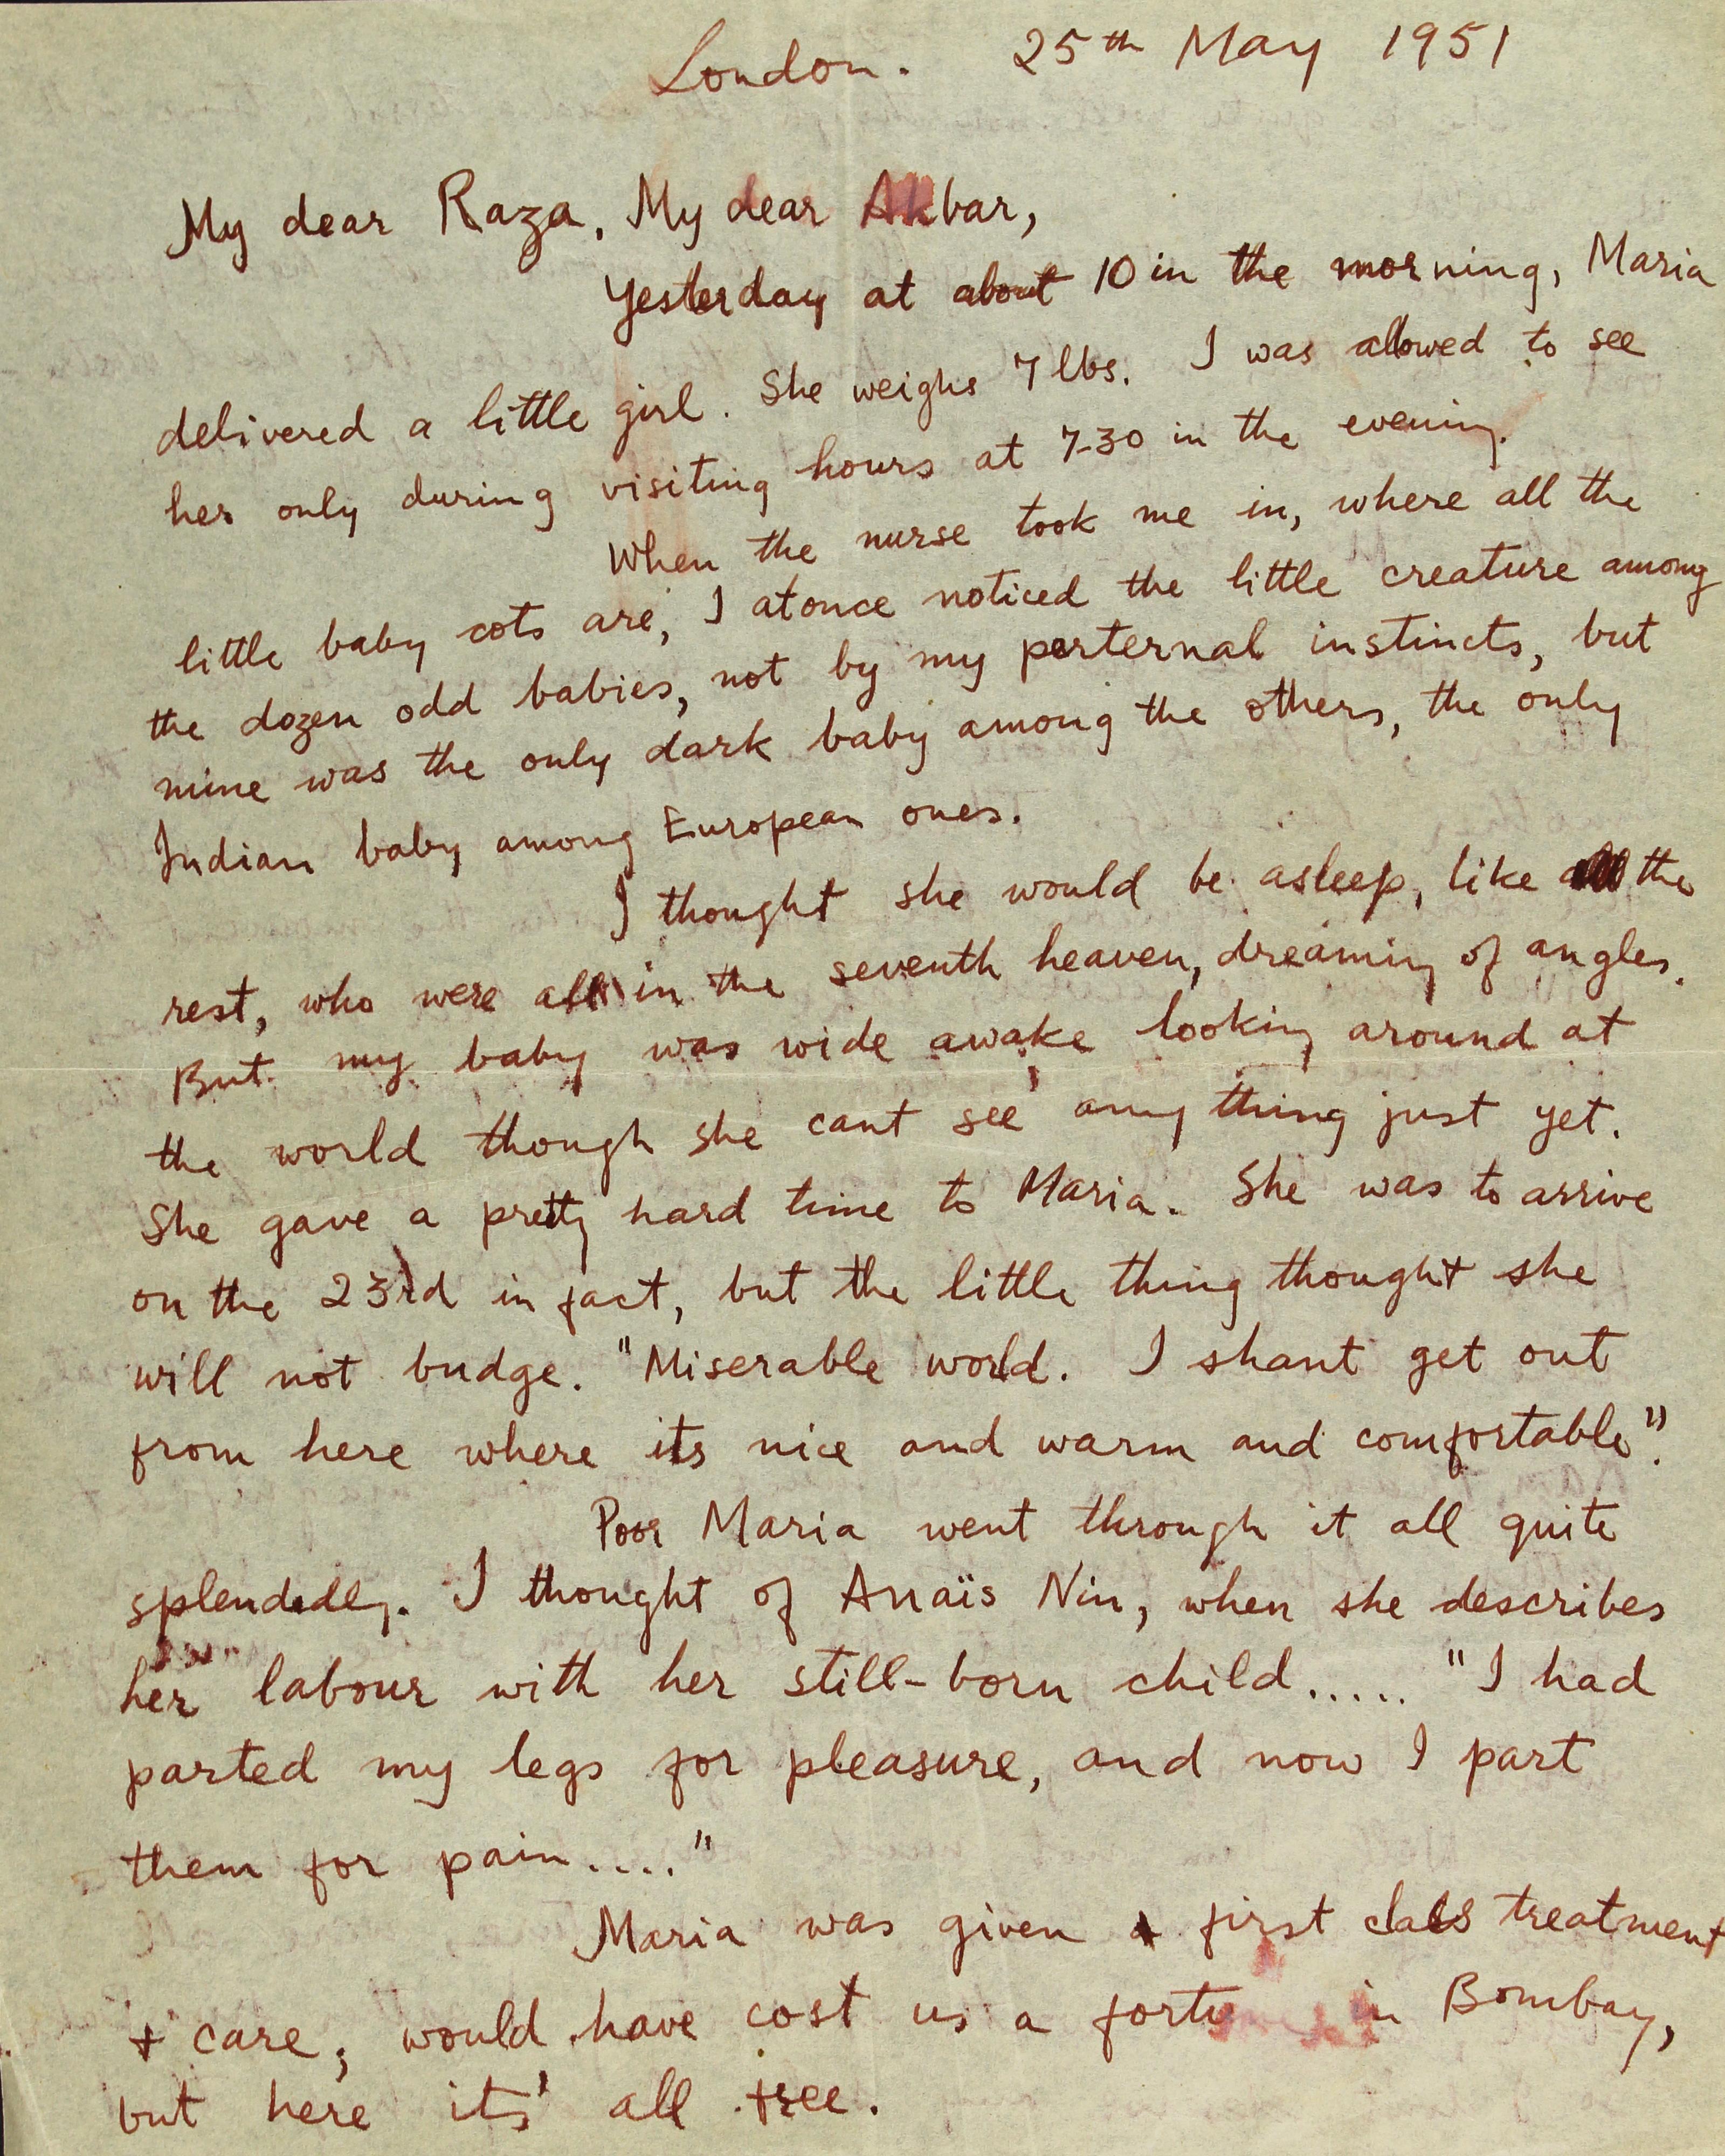 London. 25th May 1951
My dear Raza, My dear Akbar,
Yesterday at about 10 in the morning, Maria
delivered a little girl. She weighs 7 lbs. I was allowed to see
her only during visiting hours at 7-30 in the evening.
When the nurse took me in, where all the
little baby cots are, I atonce noticed the little creature among
the dozen odd babies, not by my perternal instincts, but
mine was the only dark baby among the others, the only
Indian baby among European ones.
I thought she would be asleep, like all the
rest, who were all in the seventh heaven, dreaming of angles.
But my baby was wide awake looking around at
the world though she cant see any thing just yet.
She gave a pretty hard time to Maria. She was to arrive
on the 23rd in fact, but the little thing thought she
will not budge. "Miserable world. I shant get out
from here where its nice and warm and comfortable".
Poor Maria went through it all quite
splendedly. I thought of Anaïs Nin, when she describes
her labour with her still-born child..... "I had
parted my legs for pleasure, and now I part
them for pain...."
Maria was given a first class treatment
+ care, would have cost us a in Bombay,
but here its' all free.